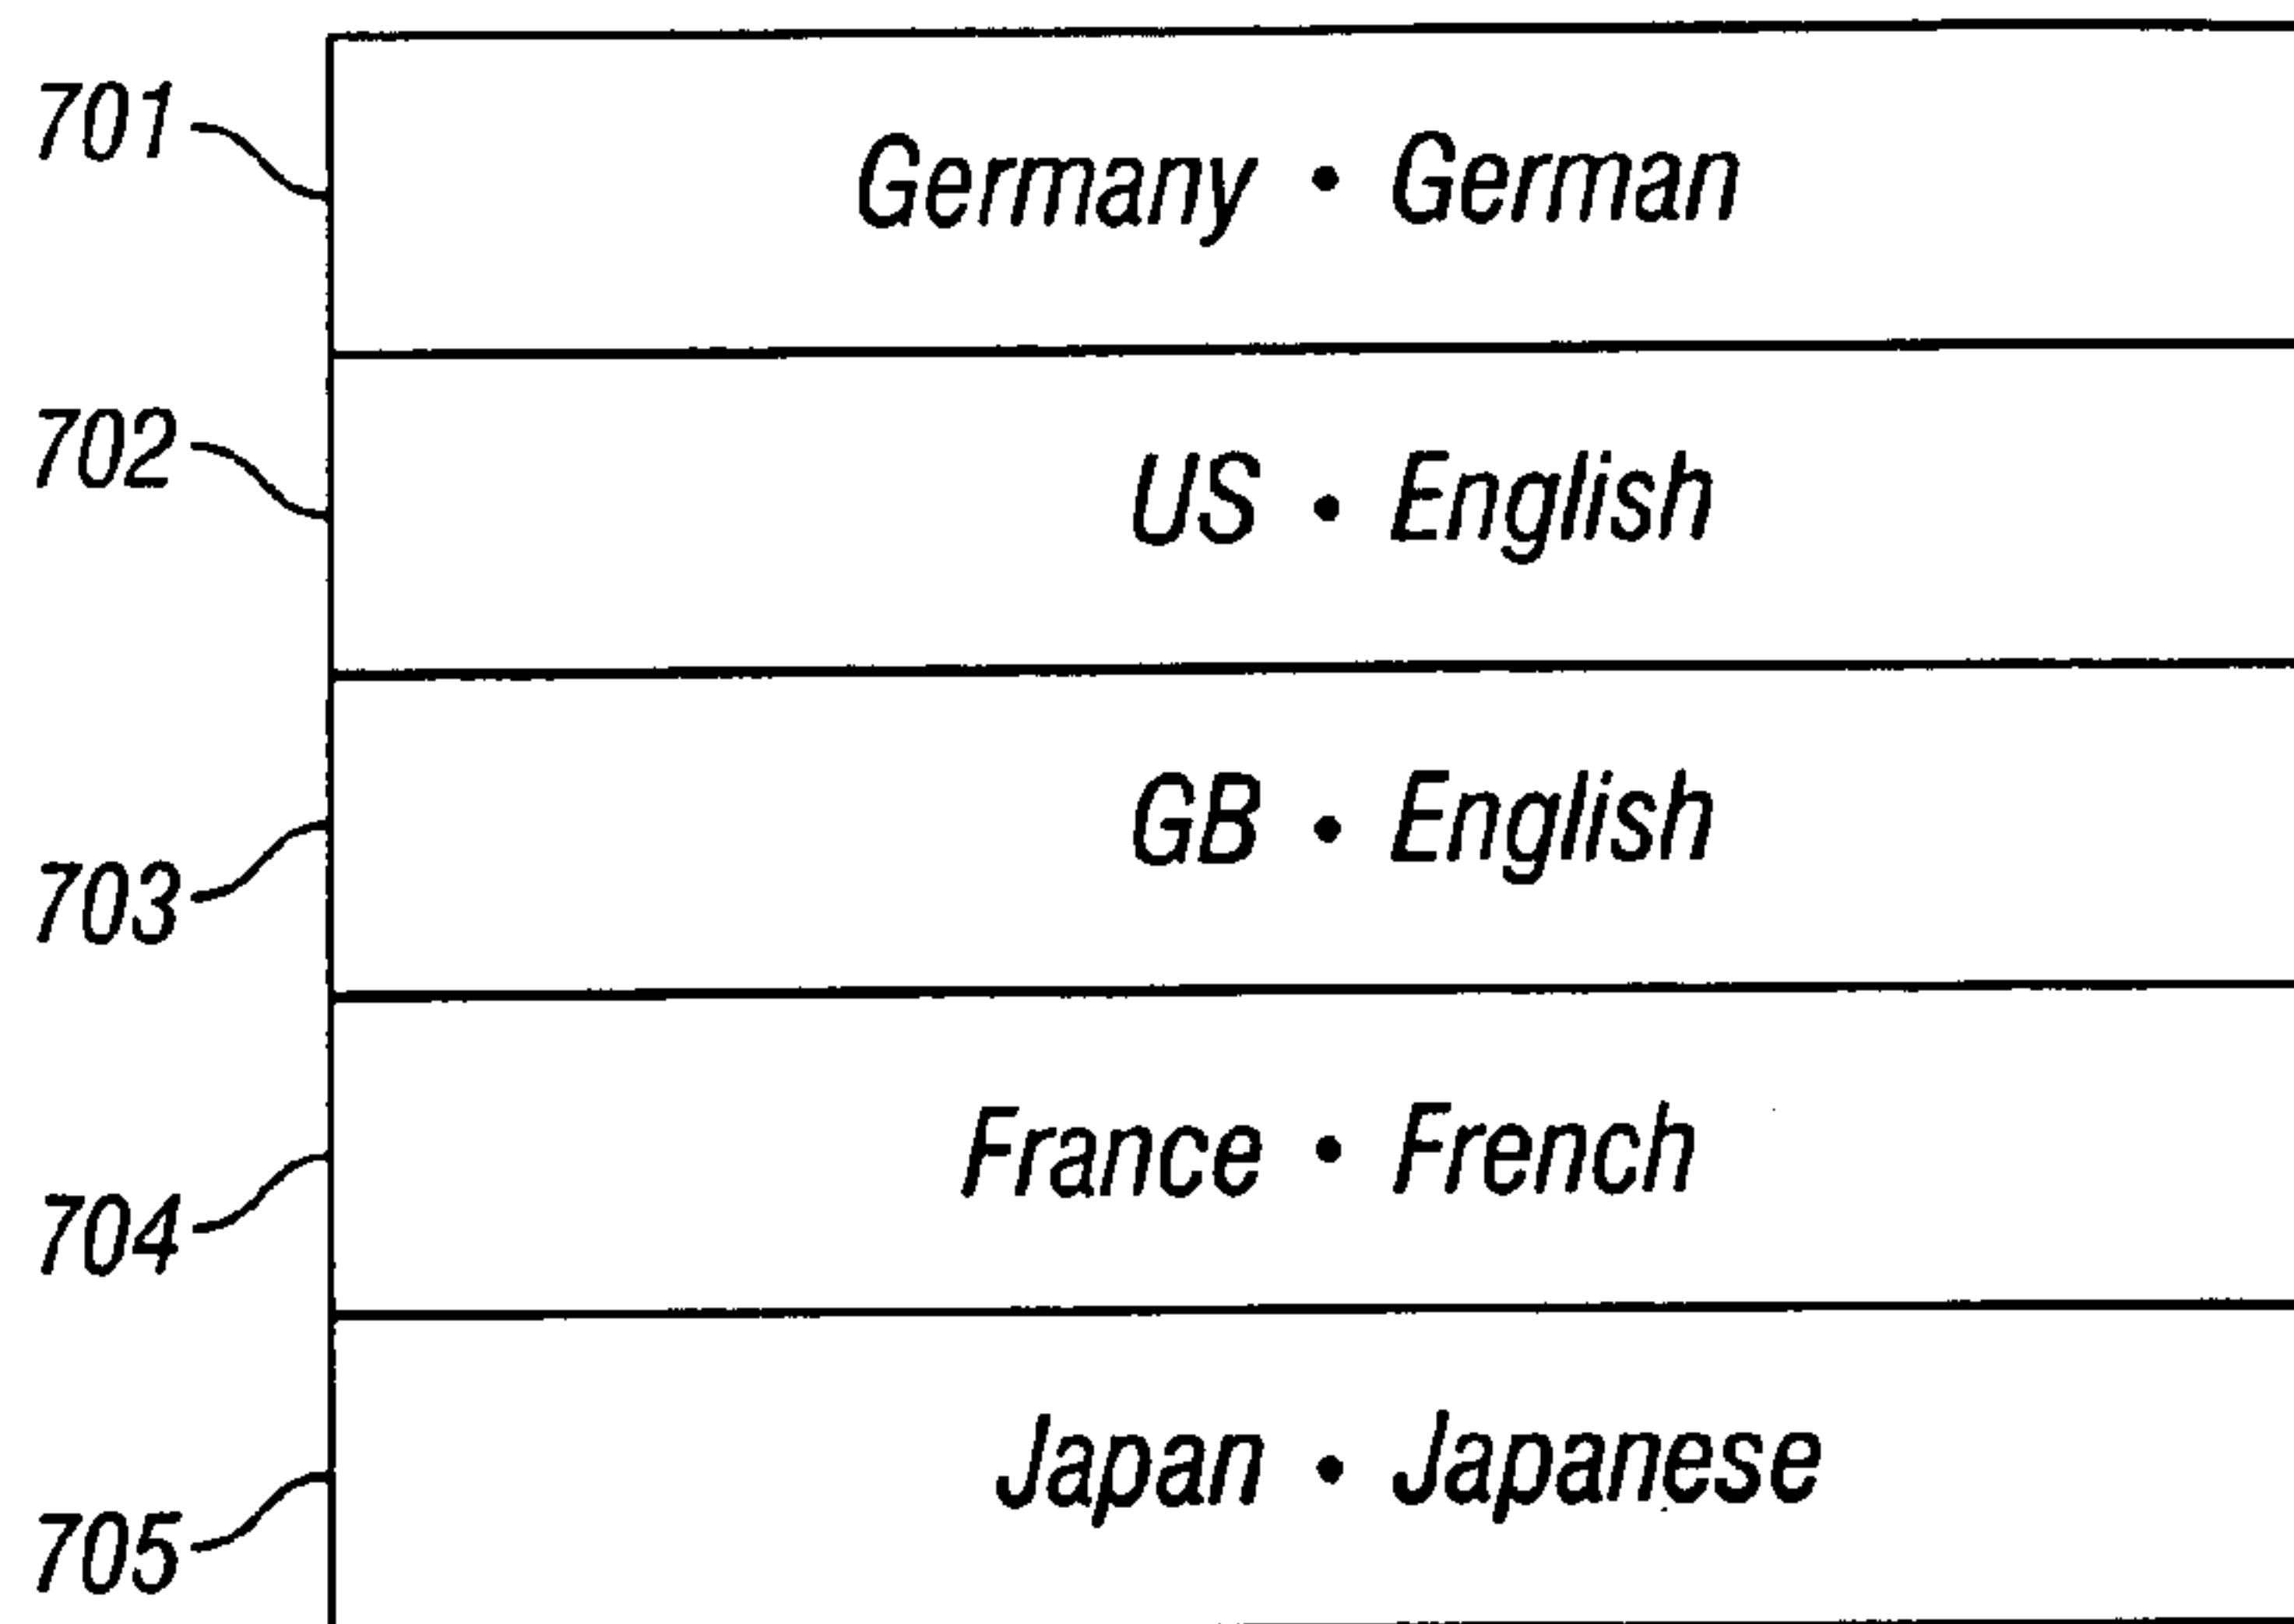 701 Germany • German
702 US • English
703 GB • English
704 France • French
705 Japan • Japanese